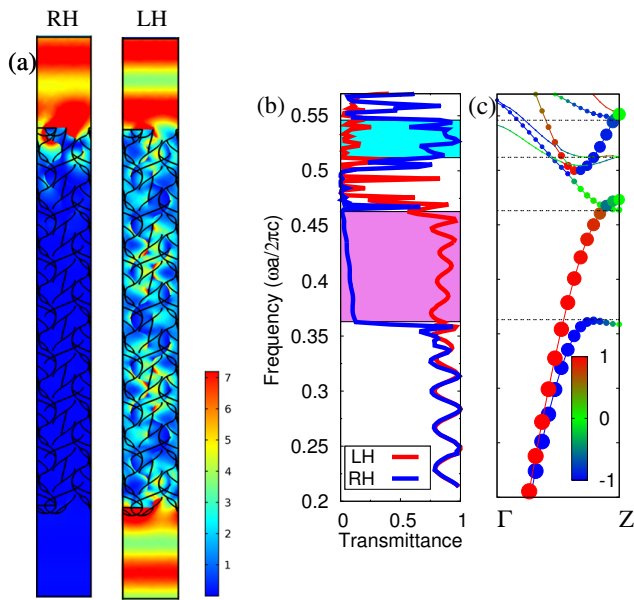 RH LH
(a)
7
6
5
4
3
2
1
0
(b)
Frequency (ωa/2πc)
0.55
0.5
0.45
0.4
0.35
0.3
0.25
0.2
LH
RH
0 0.5 1
Transmittance
(c)
1
0
-1
Γ Z